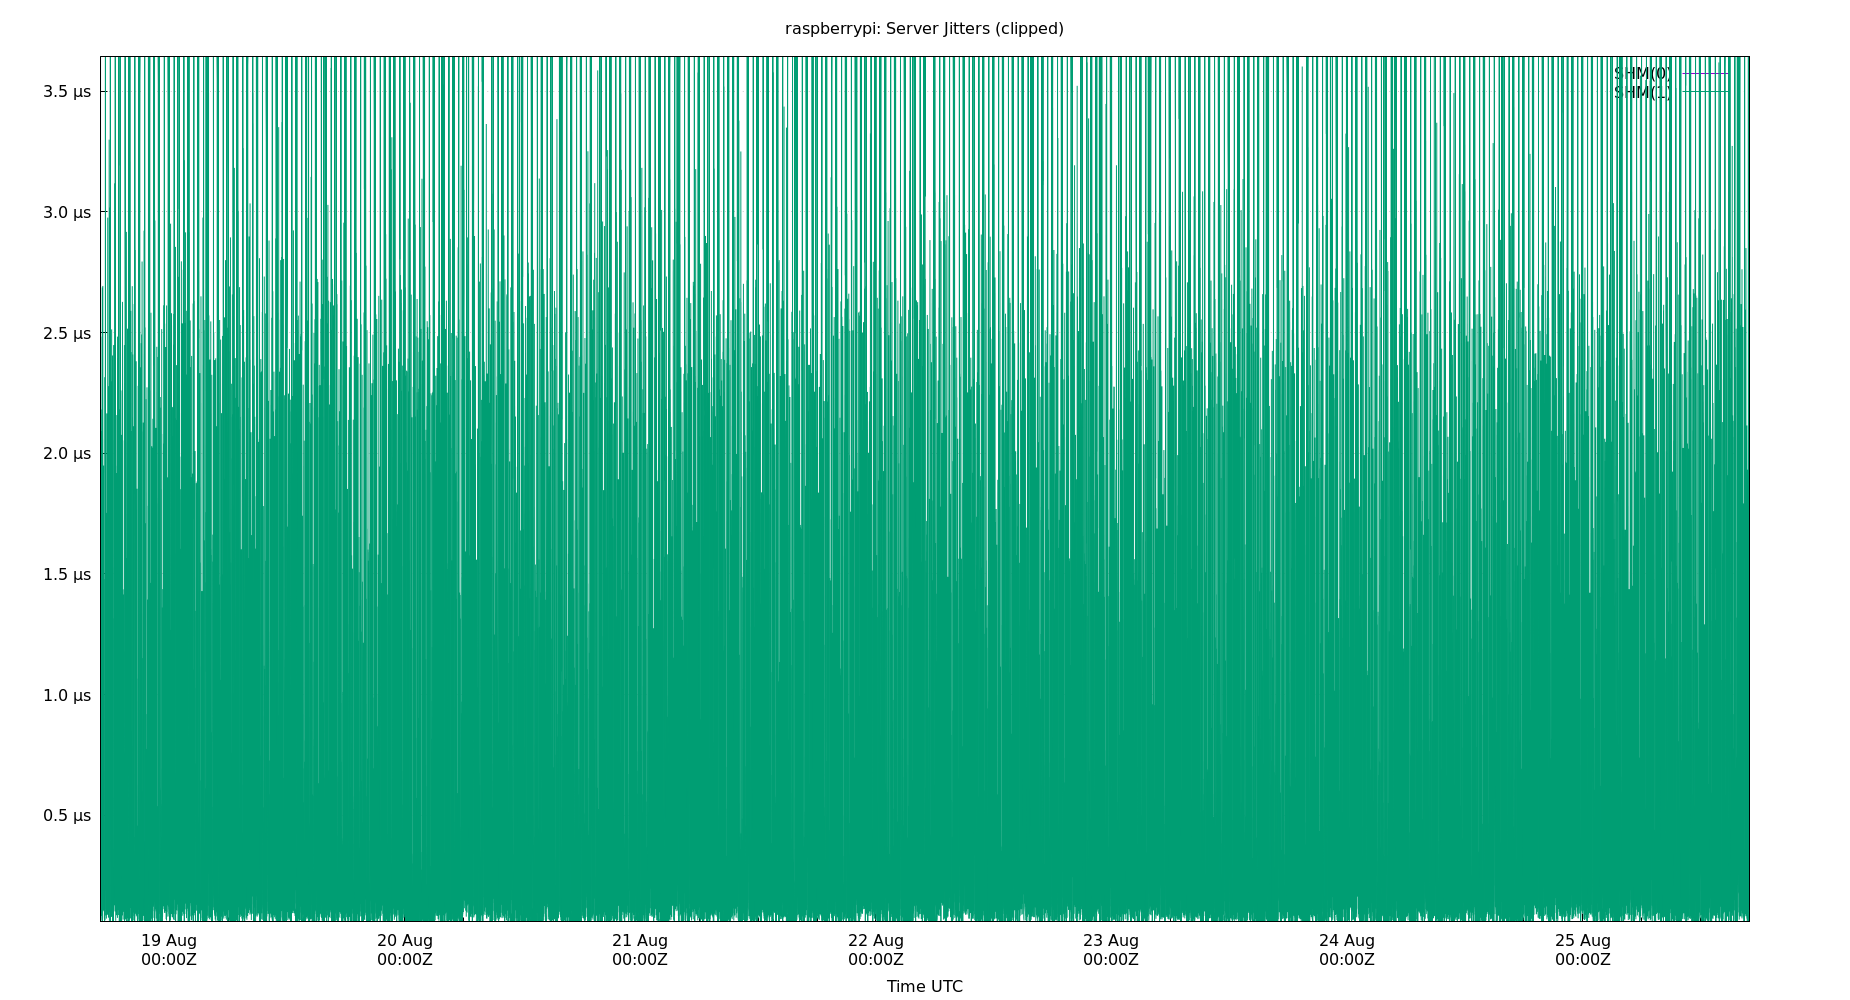 raspberrypi: Server Jitters (clipped)
SHM(0)
SHM(1)
3.5 µs
3.0 µs
2.5 µs
2.0 µs
1.5 µs
1.0 µs
0.5 µs
19 Aug 20 Aug 21 Aug 22 Aug 23 Aug 24 Aug 25 Aug
00:00Z 00:00Z 00:00Z 00:00Z 00:00Z 00:00Z 00:00Z
Time UTC